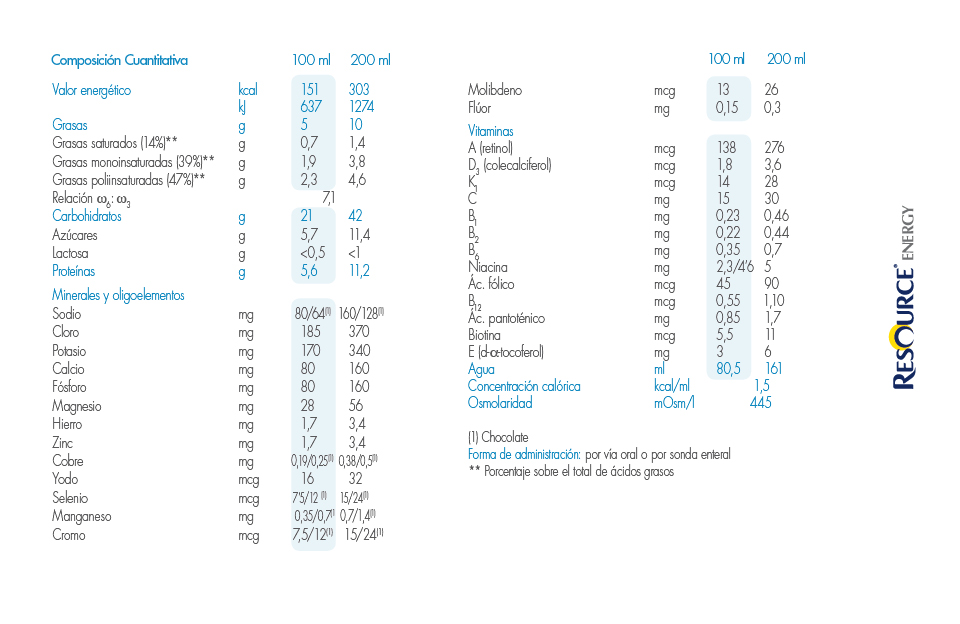 Composición Cuantitativa 100 ml 200 ml
Valor energético kcal 151 303
kJ 637 1274
Grasas g 5 10
Grasas saturados (14%)** g 0,7 1,4
Grasas monoinsaturadas (39%)** g 1,9 3,8
Grasas poliinsaturadas (47%)** g 2,3 4,6
Relación ω6: ω3 7,1
Carbohidratos g 21 42
Azúcares g 5,7 11,4
Lactosa g <0,5 <1
Proteínas g 5,6 11,2
Minerales y oligoelementos
Sodio mg 80/64(1) 160/128(1)
Cloro mg 185 370
Potasio mg 170 340
Calcio mg 80 160
Fósforo mg 80 160
Magnesio mg 28 56
Hierro mg 1,7 3,4
Zinc mg 1,7 3,4
Cobre mg 0,19/0,25(1) 0,38/0,5(1)
Yodo mcg 16 32
Selenio mcg 7'5/12 (1) 15/24(1)
Manganeso mg 0,35/0,7(1) 0,7/1,4(1)
Cromo mcg 7,5/12(1) 15/24(1)
100 ml 200 ml
Molibdeno mcg 13 26
Flúor mg 0,15 0,3
Vitaminas
A (retinol) mcg 138 276
D3 (colecalciferol) mcg 1,8 3,6
K1 mcg 14 28
C mg 15 30
B1 mg 0,23 0,46
B2 mg 0,22 0,44
B6 mg 0,35 0,7
Niacina mg 2,3/4'6 5
Ác. fólico mcg 45 90
B12 mcg 0,55 1,10
Ác. pantoténico mg 0,85 1,7
Biotina mcg 5,5 11
E (d-α-tocoferol) mg 3 6
Agua ml 80,5 161
Concentración calórica kcal/ml 1,5
Osmolaridad mOsm/l 445
(1) Chocolate
Forma de administración: por vía oral o por sonda enteral
** Porcentaje sobre el total de ácidos grasos
RESOURCE® ENERGY